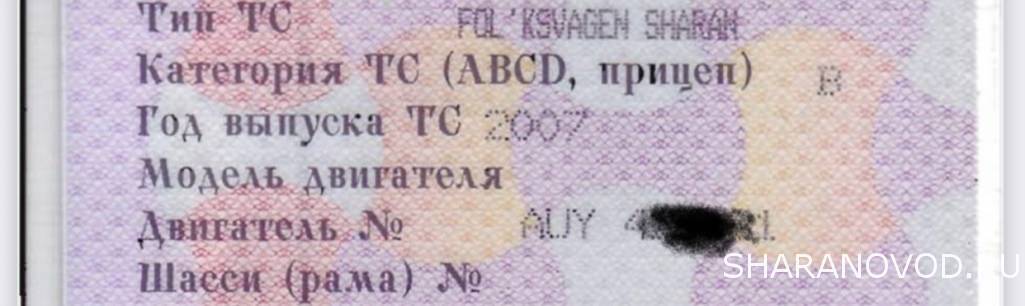 Тип ТС FOL'KSVAGEN SHARAN
Категория ТС (ABCD, прицеп) B
Год выпуска ТС 2007
Модель двигателя
Двигатель № AUY
Шасси (рама) №
SHARANOVOD.RU